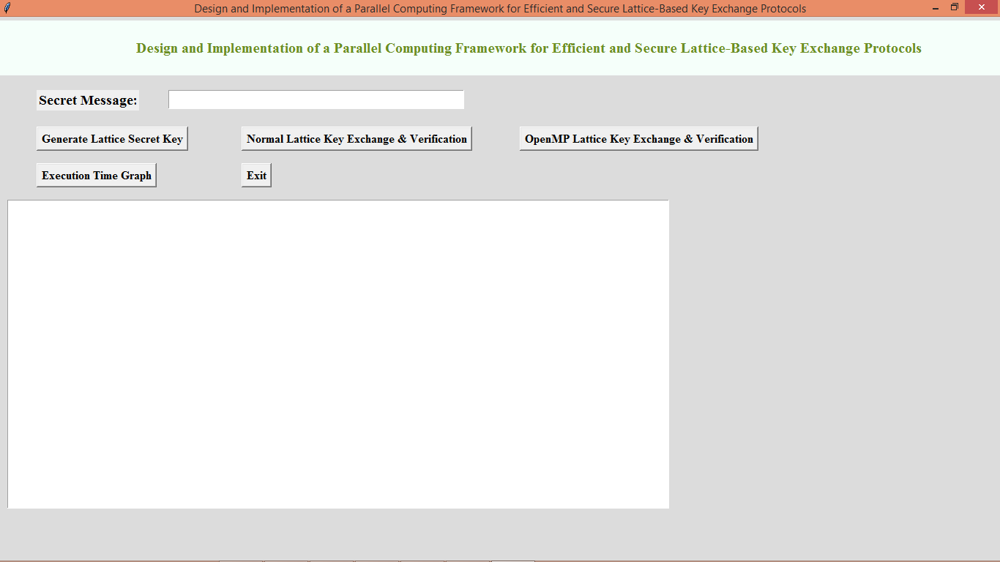 Design and Implementation of a Parallel Computing Framework for Efficient and Secure Lattice-Based Key Exchange Protocols
Design and Implementation of a Parallel Computing Framework for Efficient and Secure Lattice-Based Key Exchange Protocols
Secret Message:
Generate Lattice Secret Key Normal Lattice Key Exchange & Verification OpenMP Lattice Key Exchange & Verification
Execution Time Graph Exit